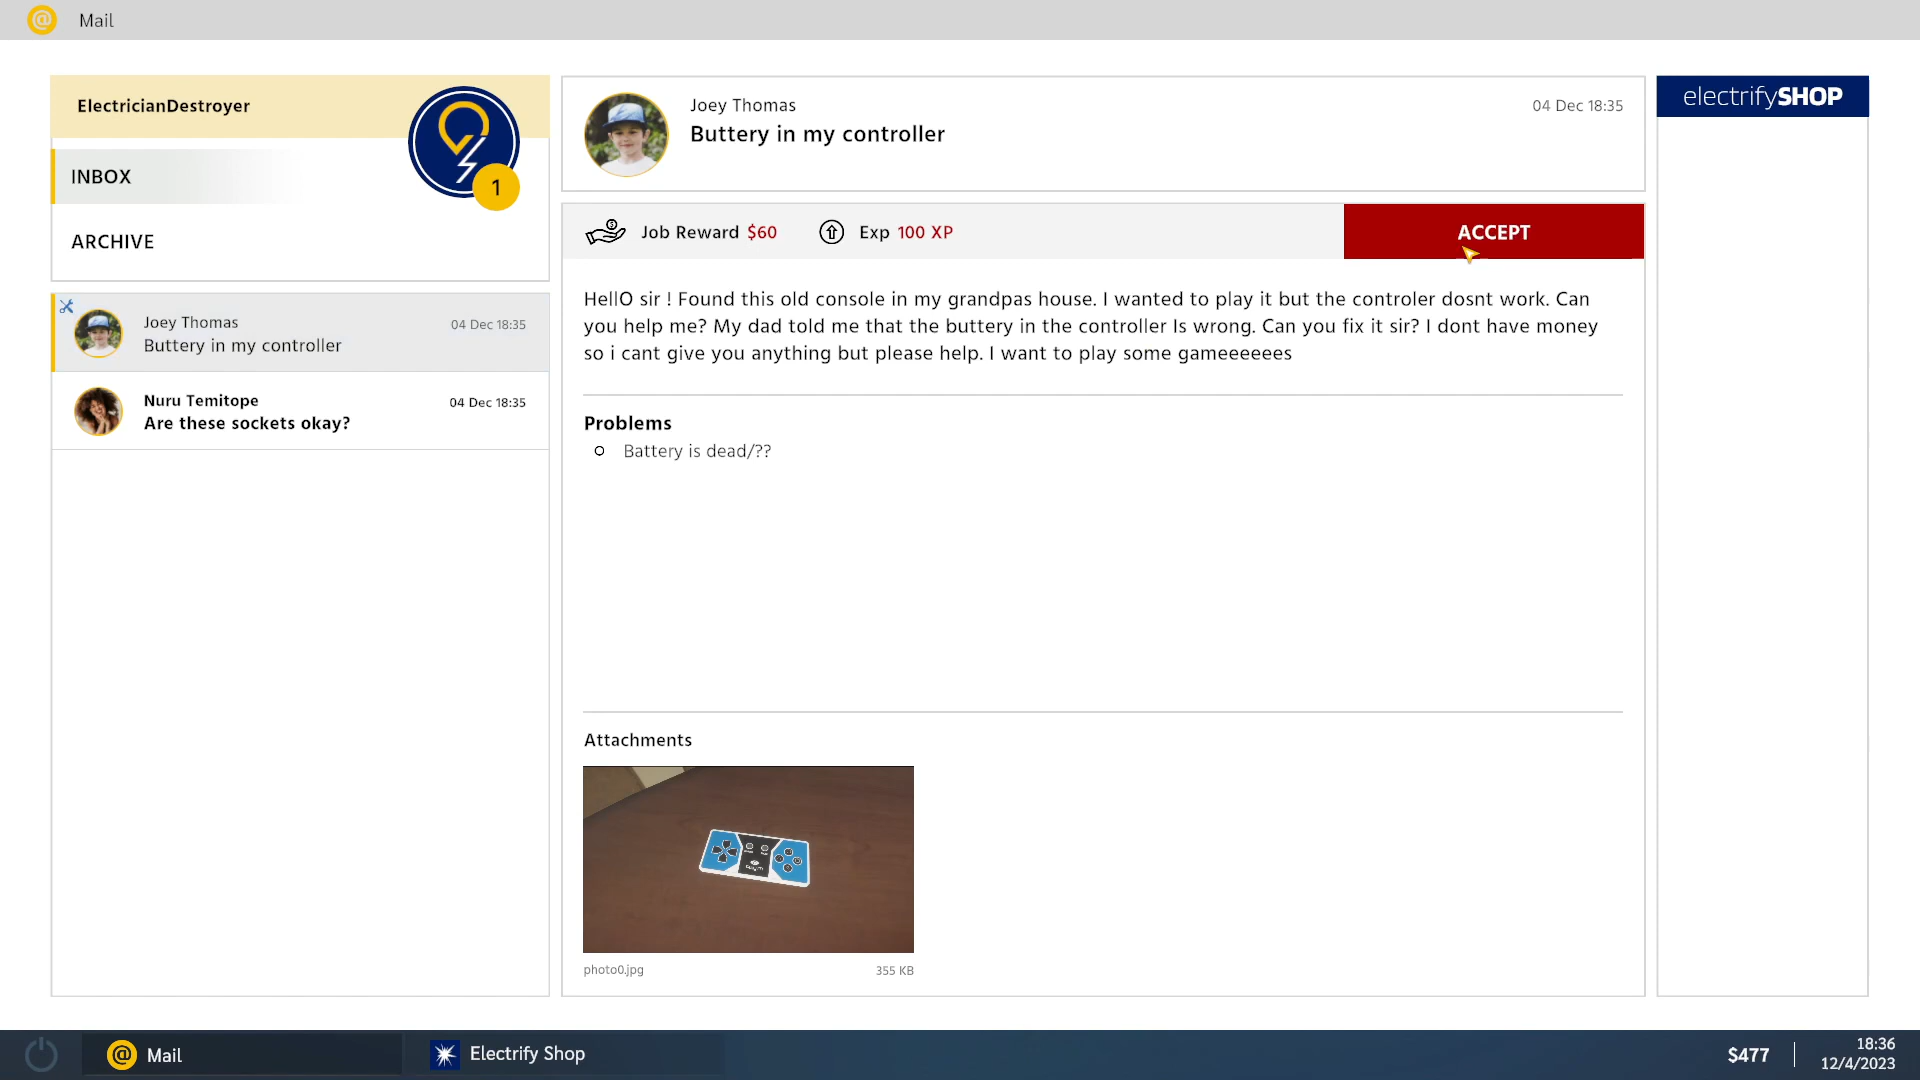 Mail
ElectricianDestroyer
1
INBOX
ARCHIVE
Joey Thomas
04 Dec 18:35
Buttery in my controller
Nuru Temitope
04 Dec 18:35
Are these sockets okay?
Joey Thomas
04 Dec 18:35
Buttery in my controller
Job Reward $60
Exp 100 XP
ACCEPT
HellO sir ! Found this old console in my grandpas house. I wanted to play it but the controler dosnt work. Can
you help me? My dad told me that the buttery in the controller Is wrong. Can you fix it sir? I dont have money
so i cant give you anything but please help. I want to play some gameeeeees
Problems
Battery is dead/??
Attachments
photo0.jpg
355 KB
electrifySHOP
Mail
Electrify Shop
$477
18:36
12/4/2023